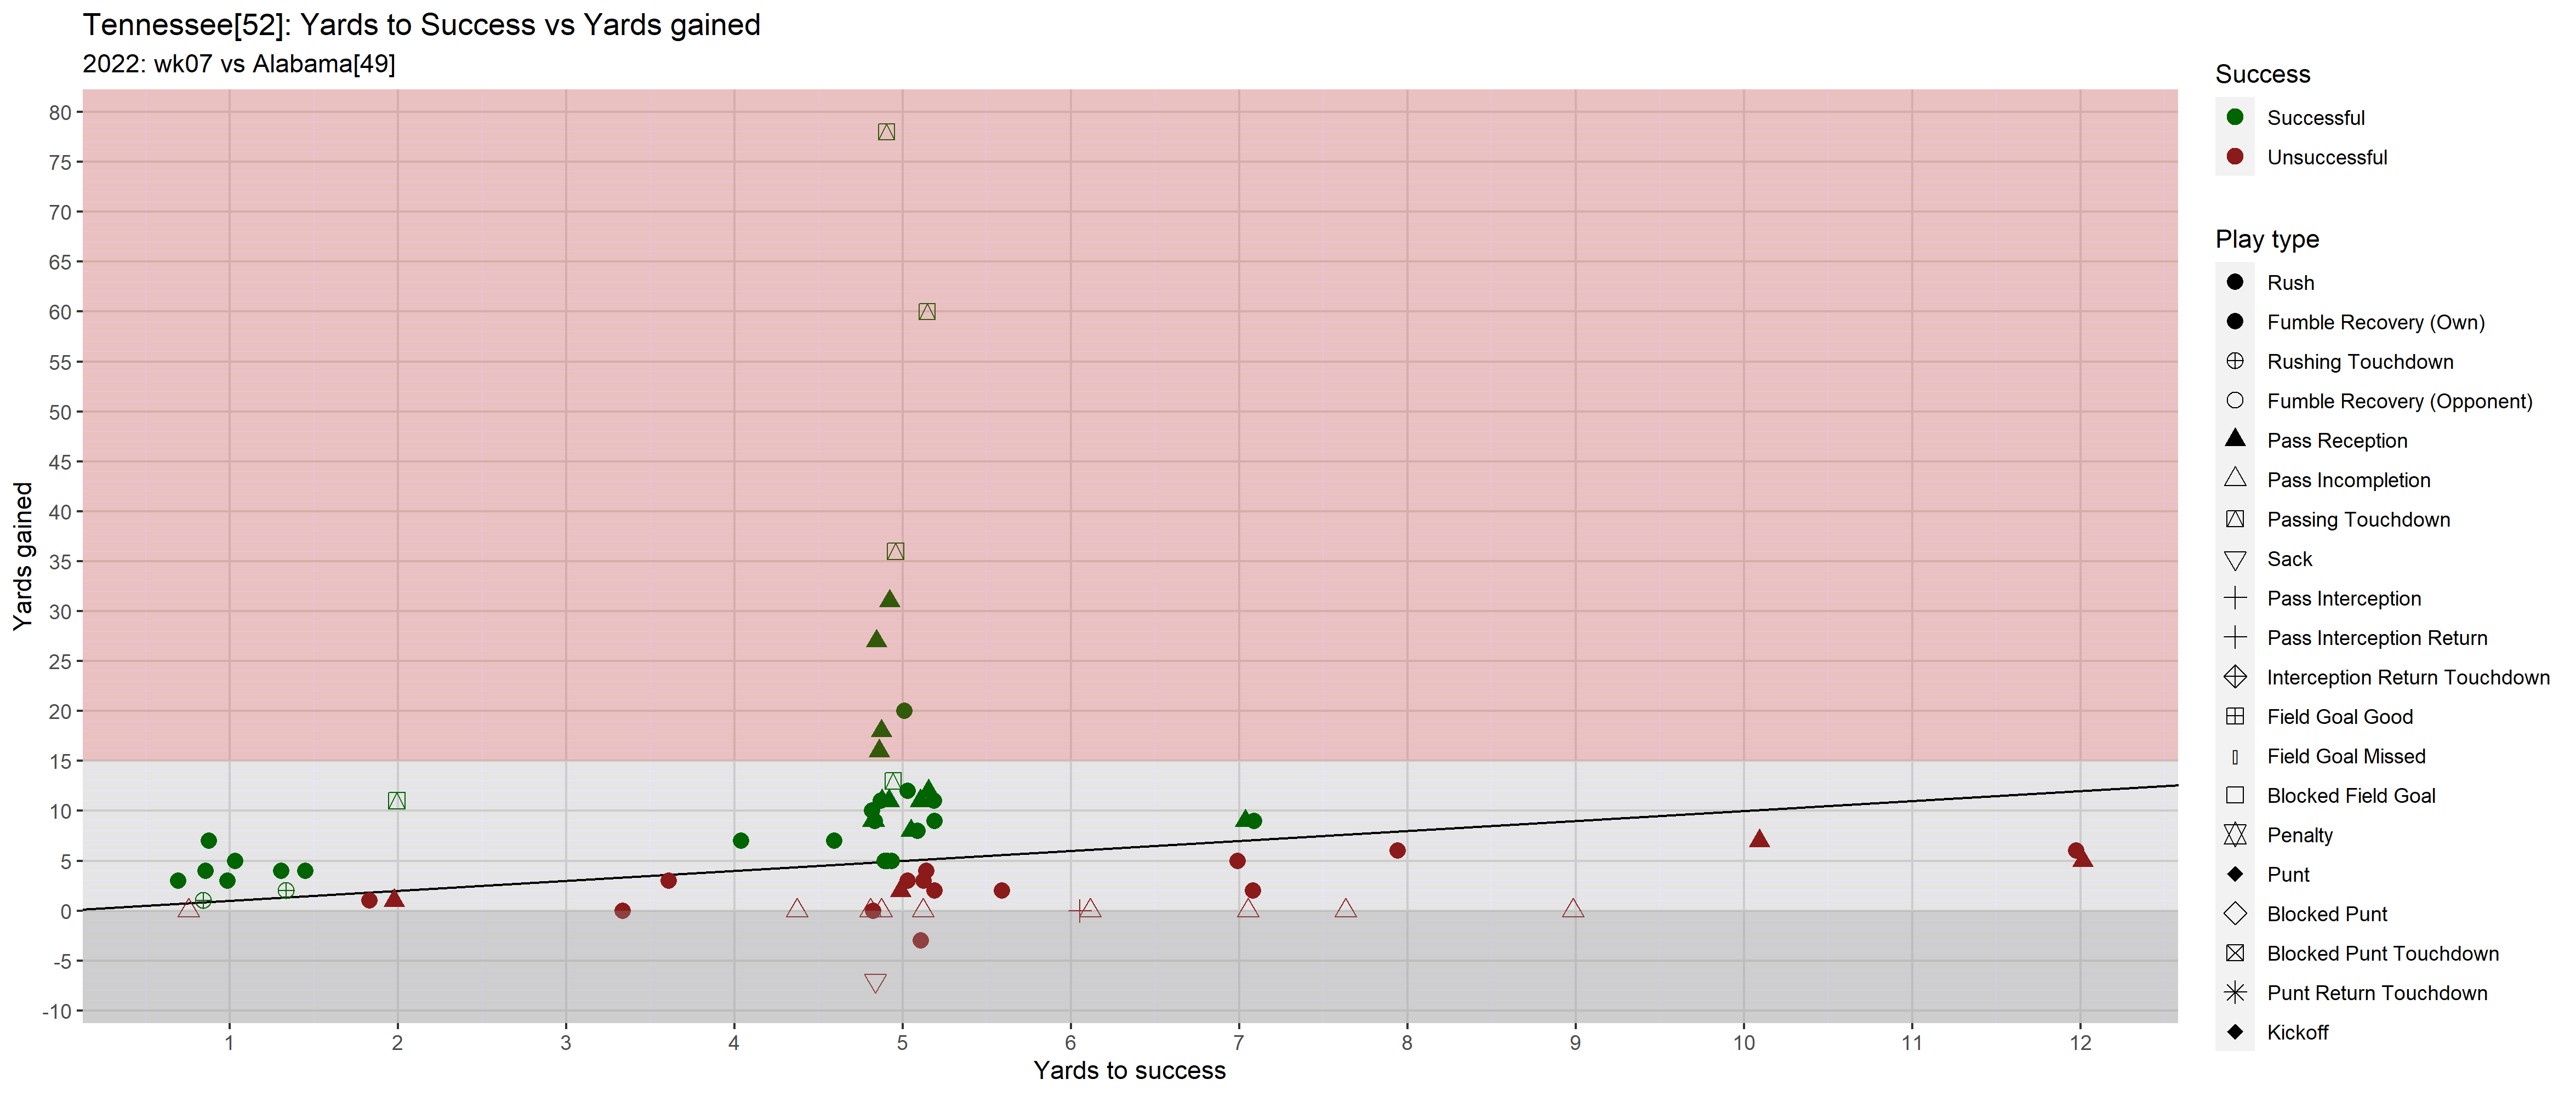 Tennessee[52]: Yards to Success vs Yards gained
2022: wk07 vs Alabama[49]
Yards gained
80
75
70
65
60
55
50
45
40
35
30
25
20
15
10
5
0
-5
-10
1 2 3 4 5 6 7 8 9 10 11 12
Yards to success
Success
Successful
Unsuccessful
Play type
Rush
Fumble Recovery (Own)
Rushing Touchdown
Fumble Recovery (Opponent)
Pass Reception
Pass Incompletion
Passing Touchdown
Sack
Pass Interception
Pass Interception Return
Interception Return Touchdown
Field Goal Good
Field Goal Missed
Blocked Field Goal
Penalty
Punt
Blocked Punt
Blocked Punt Touchdown
Punt Return Touchdown
Kickoff